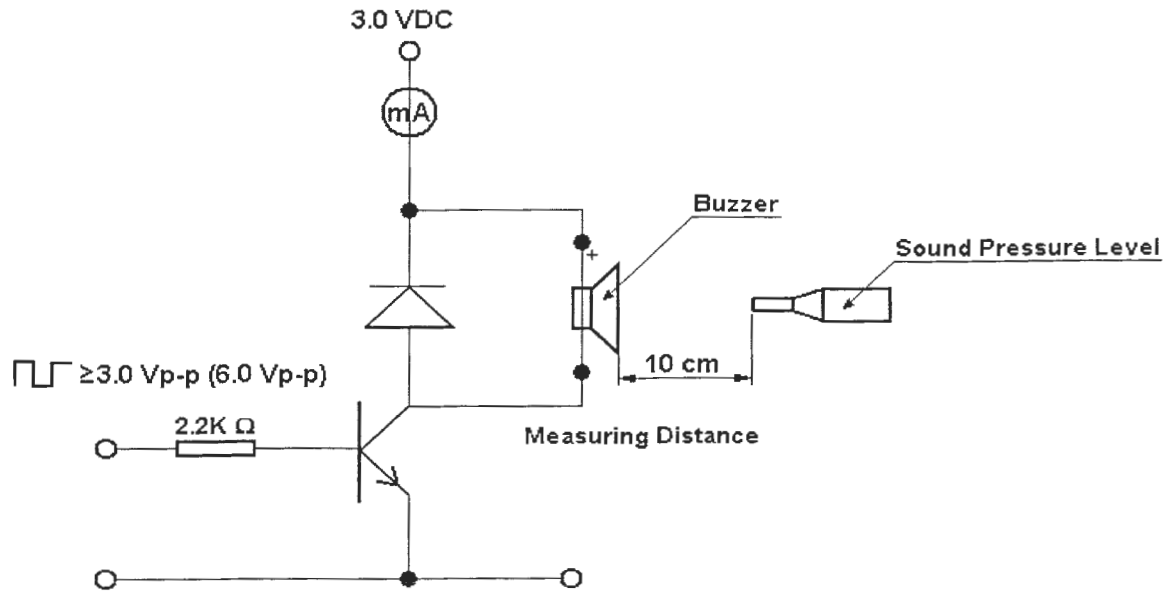 3.0 VDC
mA
Buzzer
Sound Pressure Level
+
10 cm
≥3.0 Vp-p (6.0 Vp-p)
2.2K Ω
Measuring Distance